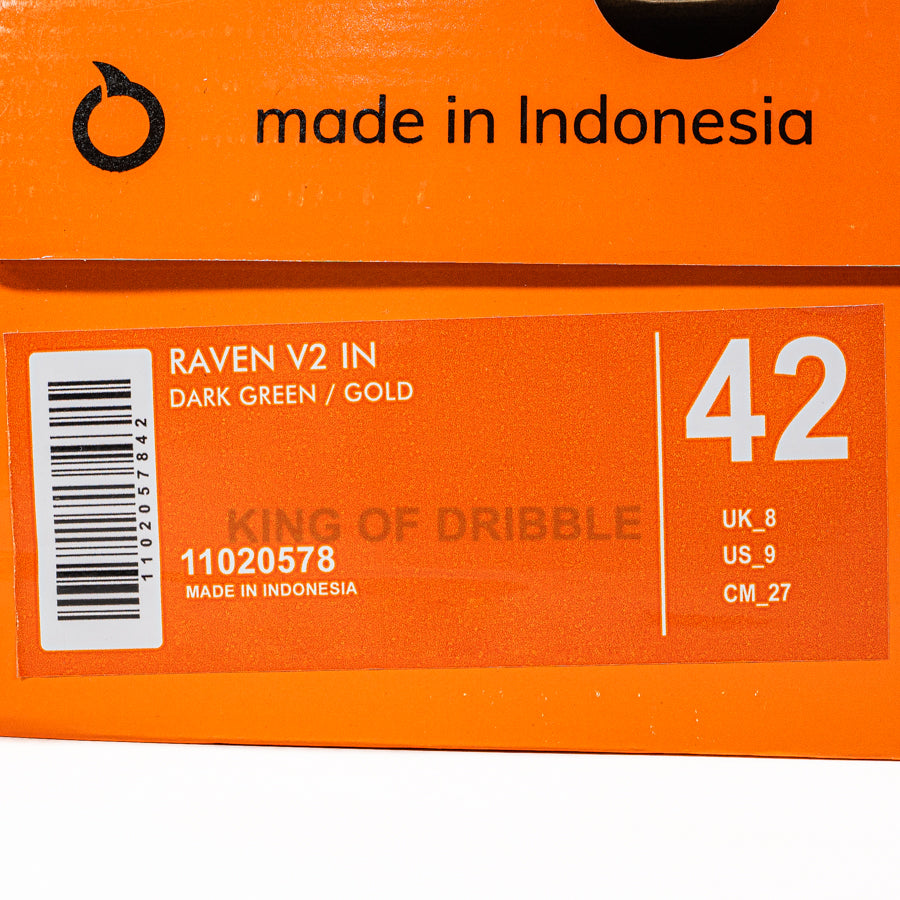 made in Indonesia
RAVEN V2 IN
DARK GREEN / GOLD
KING OF DRIBBLE
11020578
MADE IN INDONESIA
1102057842
42
UK_8
US_9
CM_27